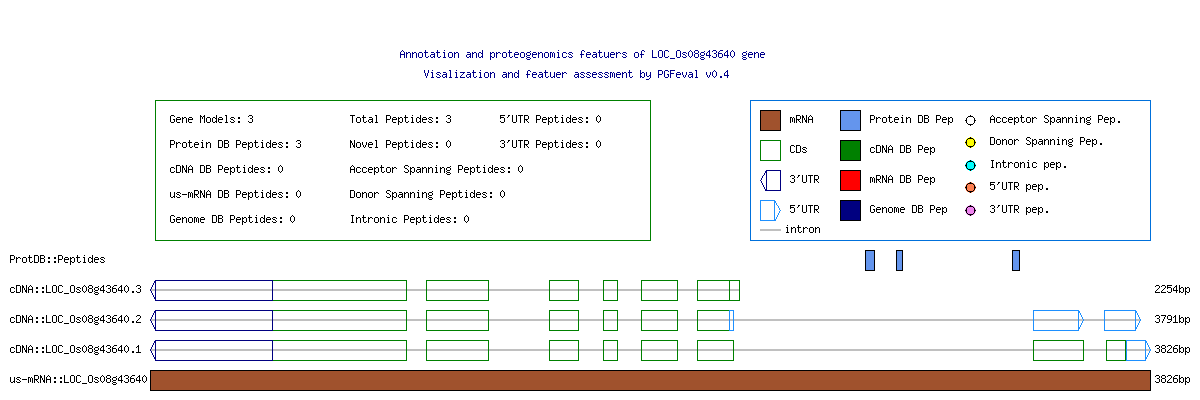 Annotation and proteogenomics featuers of LOC_Os08g43640 gene
Visalization and featuer assessment by PGFeval v0.4
Gene Models: 3 Total Peptides: 3 5'UTR Peptides: 0
Protein DB Peptides: 3 Novel Peptides: 0 3'UTR Peptides: 0
cDNA DB Peptides: 0 Acceptor Spanning Peptides: 0
us-mRNA DB Peptides: 0 Donor Spanning Peptides: 0
Genome DB Peptides: 0 Intronic Peptides: 0
mRNA Protein DB Pep Acceptor Spanning Pep.
CDs cDNA DB Pep Donor Spanning Pep.
3'UTR mRNA DB Pep Intronic pep.
5'UTR Genome DB Pep 5'UTR pep.
intron 3'UTR pep.
ProtDB::Peptides
cDNA::LOC_Os08g43640.3 2254bp
cDNA::LOC_Os08g43640.2 3791bp
cDNA::LOC_Os08g43640.1 3826bp
us-mRNA::LOC_Os08g43640 3826bp